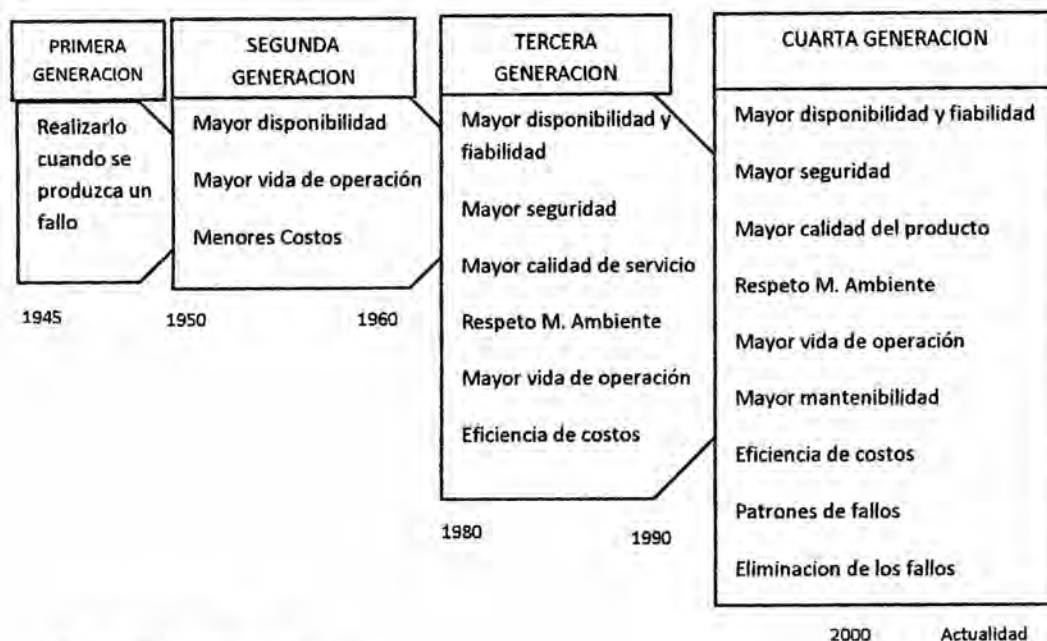 PRIMERA
GENERACION
Realizarlo
cuando se
produzca un
fallo
1945
SEGUNDA
GENERACION
Mayor disponibilidad
Mayor vida de operación
Menores Costos
1950
1960
TERCERA
GENERACION
Mayor disponibilidad y
fiabilidad
Mayor seguridad
Mayor calidad de servicio
Respeto M. Ambiente
Mayor vida de operación
Eficiencia de costos
1980
1990
CUARTA GENERACION
Mayor disponibilidad y fiabilidad
Mayor seguridad
Mayor calidad del producto
Respeto M. Ambiente
Mayor vida de operación
Mayor mantenibilidad
Eficiencia de costos
Patrones de fallos
Eliminacion de los fallos
2000
Actualidad